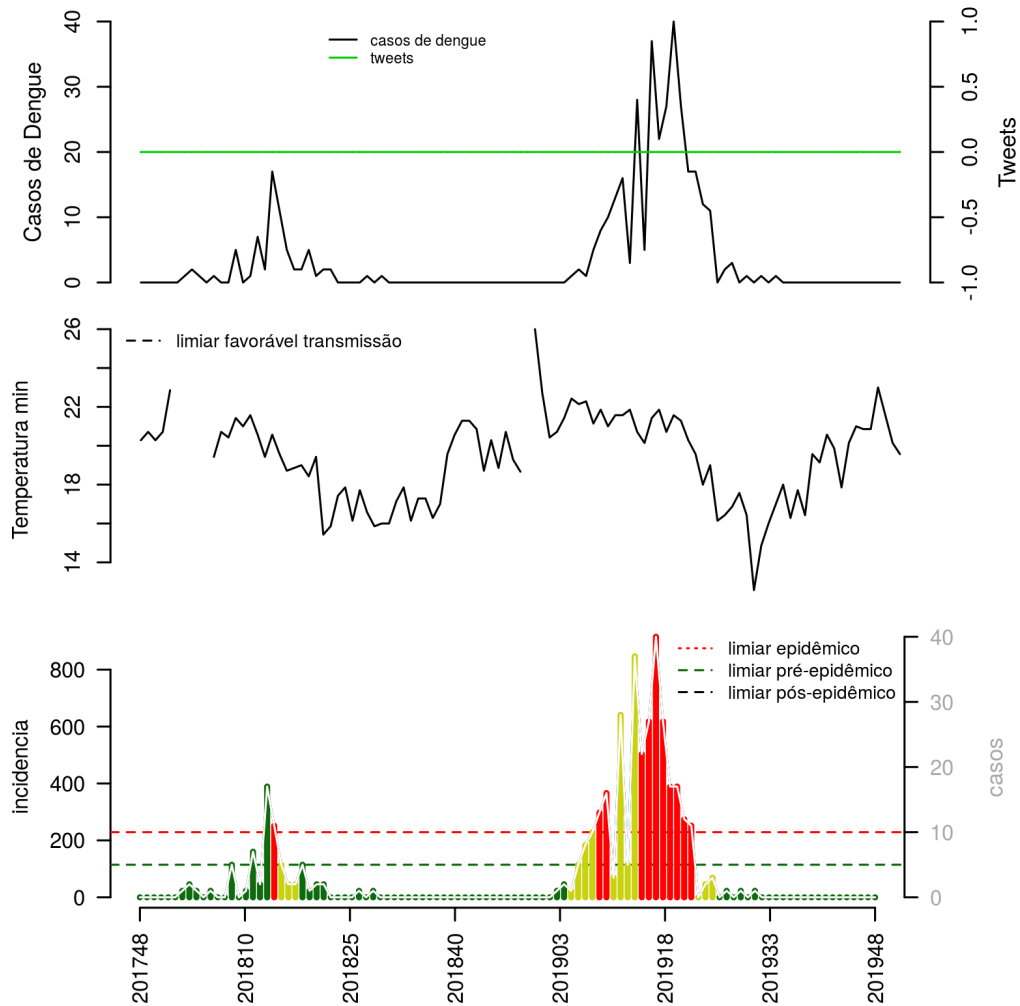 casos de dengue
tweets
Casos de Dengue
0
10
20
30
40
Tweets
-1.0
-0.5
0.0
0.5
1.0
limiar favorável transmissão
Temperatura min
14
18
22
26
limiar epidêmico
limiar pré-epidêmico
limiar pós-epidêmico
incidencia
0
200
400
600
800
casos
0
10
20
30
40
201748
201810
201825
201840
201903
201918
201933
201948